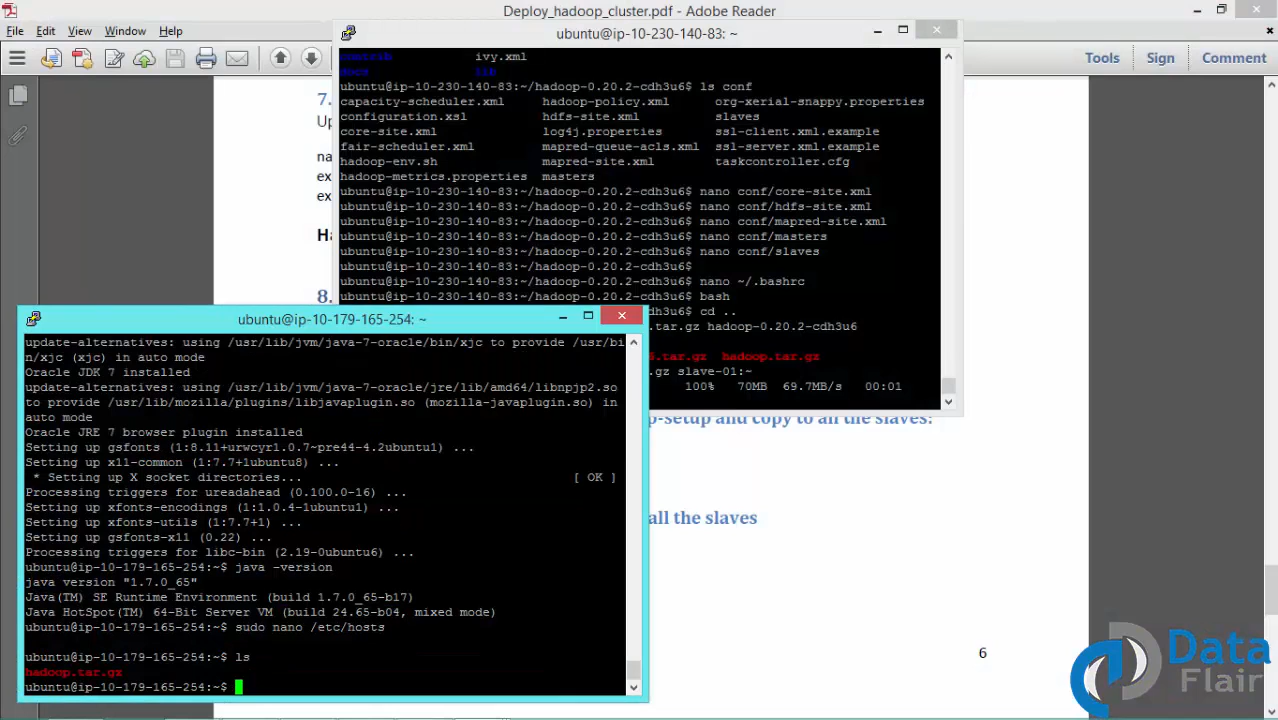 Deploy_hadoop_cluster.pdf - Adobe Reader
File Edit View Window Help
Tools Sign Comment
7.
Up
na
ex
ex
Ha
8.
ubuntu@ip-10-230-140-83: ~
contrib ivy.xml
docs lib
ubuntu@ip-10-230-140-83:~/hadoop-0.20.2-cdh3u6$ ls conf
capacity-scheduler.xml hadoop-policy.xml org-xerial-snappy.properties
configuration.xsl hdfs-site.xml slaves
core-site.xml log4j.properties ssl-client.xml.example
fair-scheduler.xml mapred-queue-acls.xml ssl-server.xml.example
hadoop-env.sh mapred-site.xml taskcontroller.cfg
hadoop-metrics.properties masters
ubuntu@ip-10-230-140-83:~/hadoop-0.20.2-cdh3u6$ nano conf/core-site.xml
ubuntu@ip-10-230-140-83:~/hadoop-0.20.2-cdh3u6$ nano conf/hdfs-site.xml
ubuntu@ip-10-230-140-83:~/hadoop-0.20.2-cdh3u6$ nano conf/mapred-site.xml
ubuntu@ip-10-230-140-83:~/hadoop-0.20.2-cdh3u6$ nano conf/masters
ubuntu@ip-10-230-140-83:~/hadoop-0.20.2-cdh3u6$ nano conf/slaves
ubuntu@ip-10-230-140-83:~/hadoop-0.20.2-cdh3u6$
ubuntu@ip-10-230-140-83:~/hadoop-0.20.2-cdh3u6$ nano ~/.bashrc
ubuntu@ip-10-230-140-83:~/hadoop-0.20.2-cdh3u6$ bash
cd ..
.tar.gz hadoop-0.20.2-cdh3u6
6.tar.gz hadoop.tar.gz
.gz slave-01:~
100% 70MB 69.7MB/s 00:01
p-setup and copy to all the slaves:
all the slaves
6
ubuntu@ip-10-179-165-254: ~
update-alternatives: using /usr/lib/jvm/java-7-oracle/bin/xjc to provide /usr/bi
n/xjc (xjc) in auto mode
Oracle JDK 7 installed
update-alternatives: using /usr/lib/jvm/java-7-oracle/jre/lib/amd64/libnpjp2.so
to provide /usr/lib/mozilla/plugins/libjavaplugin.so (mozilla-javaplugin.so) in
auto mode
Oracle JRE 7 browser plugin installed
Setting up gsfonts (1:8.11+urwcyr1.0.7~pre44-4.2ubuntu1) ...
Setting up x11-common (1:7.7+1ubuntu8) ...
* Setting up X socket directories... [ OK ]
Processing triggers for ureadahead (0.100.0-16) ...
Setting up xfonts-encodings (1:1.0.4-1ubuntu1) ...
Setting up xfonts-utils (1:7.7+1) ...
Setting up gsfonts-x11 (0.22) ...
Processing triggers for libc-bin (2.19-0ubuntu6) ...
ubuntu@ip-10-179-165-254:~$ java -version
java version "1.7.0_65"
Java(TM) SE Runtime Environment (build 1.7.0_65-b17)
Java HotSpot(TM) 64-Bit Server VM (build 24.65-b04, mixed mode)
ubuntu@ip-10-179-165-254:~$ sudo nano /etc/hosts
ubuntu@ip-10-179-165-254:~$ ls
hadoop.tar.gz
ubuntu@ip-10-179-165-254:~$
Data
Flair